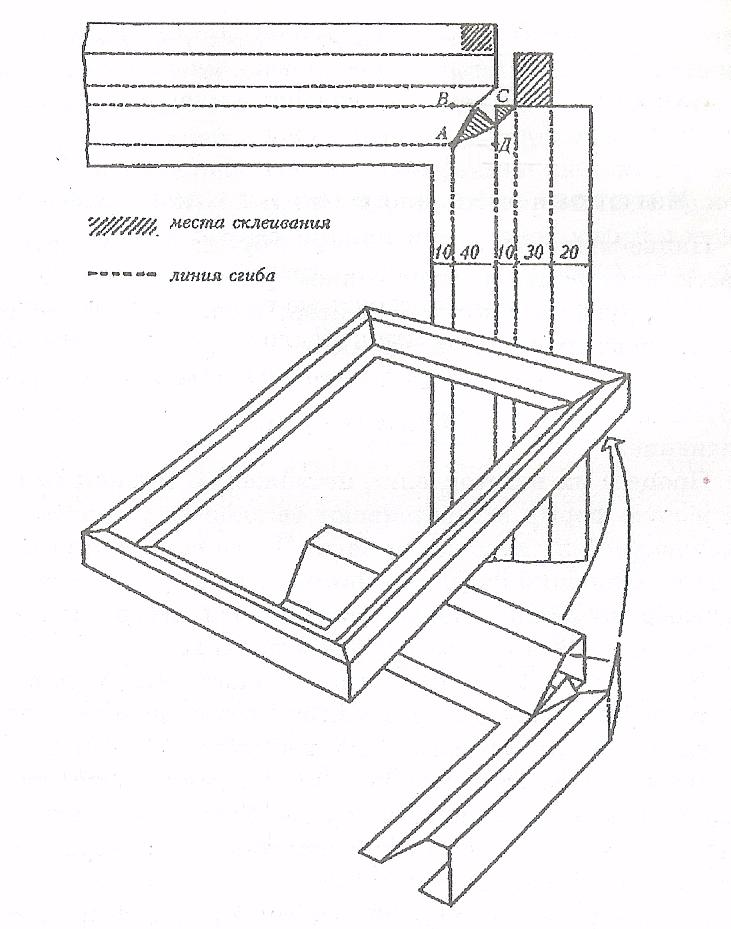 В С
А Д
места склеивания
10 40 10 30 20
линия сгиба